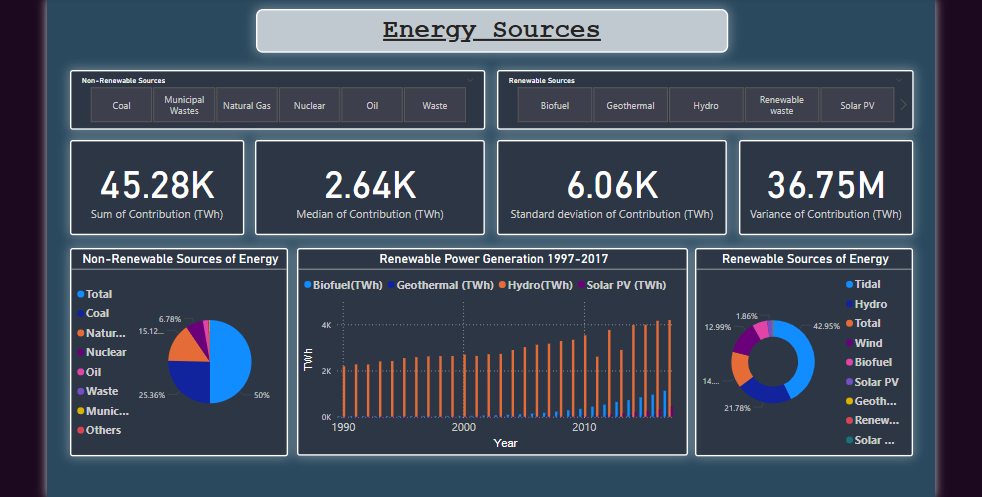 Energy Sources
Non-Renewable Sources
Coal
Municipal
Wastes
Natural Gas
Nuclear
Oil
Waste
Renewable Sources
Biofuel
Geothermal
Hydro
Renewable
waste
Solar PV
45.28K
Sum of Contribution (TWh)
2.64K
Median of Contribution (TWh)
6.06K
Standard deviation of Contribution (TWh)
36.75M
Variance of Contribution (TWh)
Non-Renewable Sources of Energy
Total
Coal
Natur...
Nuclear
Oil
Waste
Munic...
Others
6.78%
15.12...
25.36%
50%
Renewable Power Generation 1997-2017
Biofuel(TWh) Geothermal (TWh) Hydro(TWh) Solar PV (TWh)
TWh
4K
2K
0K
1990 2000 2010
Year
Renewable Sources of Energy
1.86%
12.99%
14....
21.78%
42.95%
Tidal
Hydro
Total
Wind
Biofuel
Solar PV
Geoth...
Renew...
Solar ...